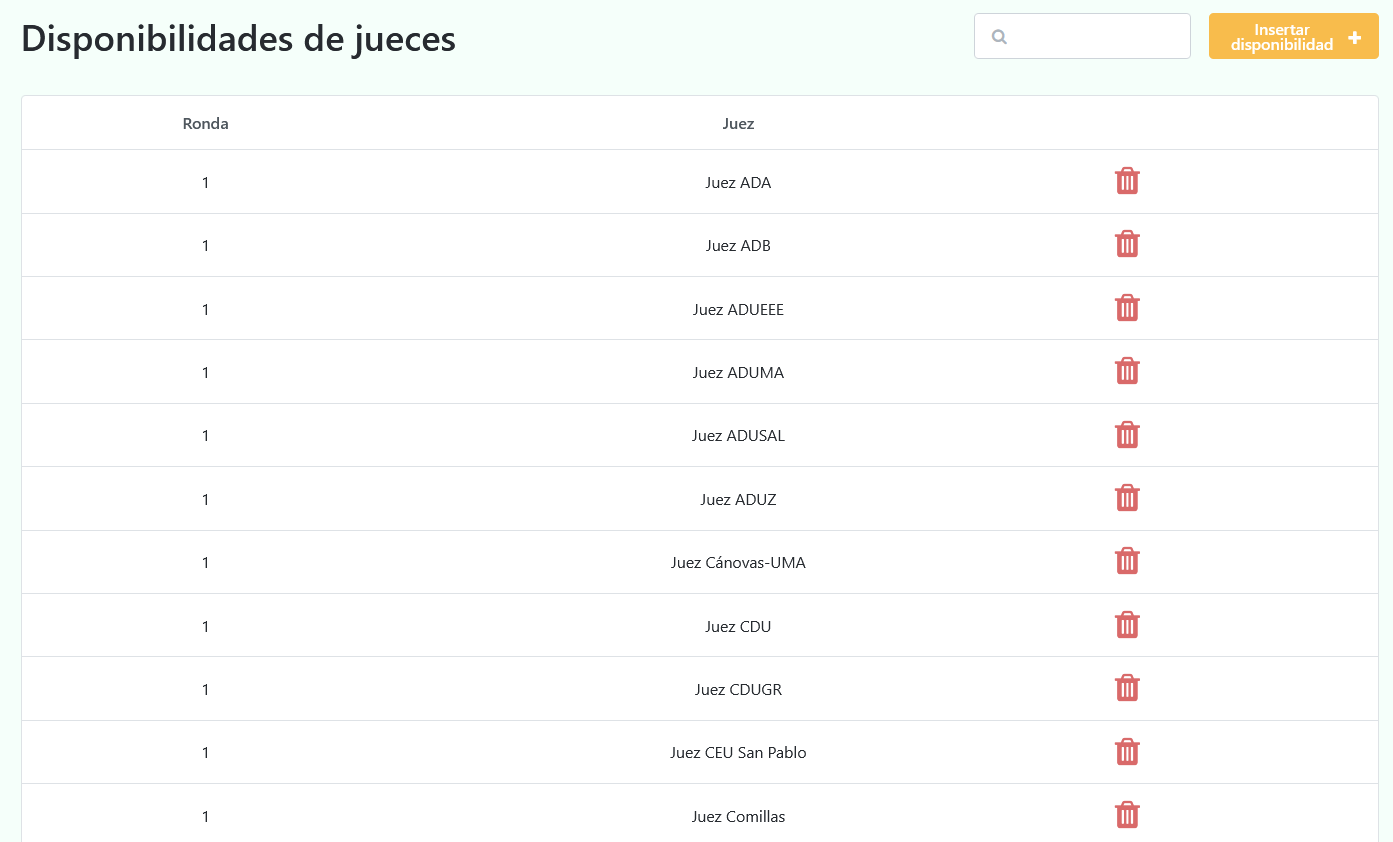 Disponibilidades de jueces
Insertar
disponibilidad
Ronda Juez
1 Juez ADA
1 Juez ADB
1 Juez ADUEEE
1 Juez ADUMA
1 Juez ADUSAL
1 Juez ADUZ
1 Juez Cánovas-UMA
1 Juez CDU
1 Juez CDUGR
1 Juez CEU San Pablo
1 Juez Comillas